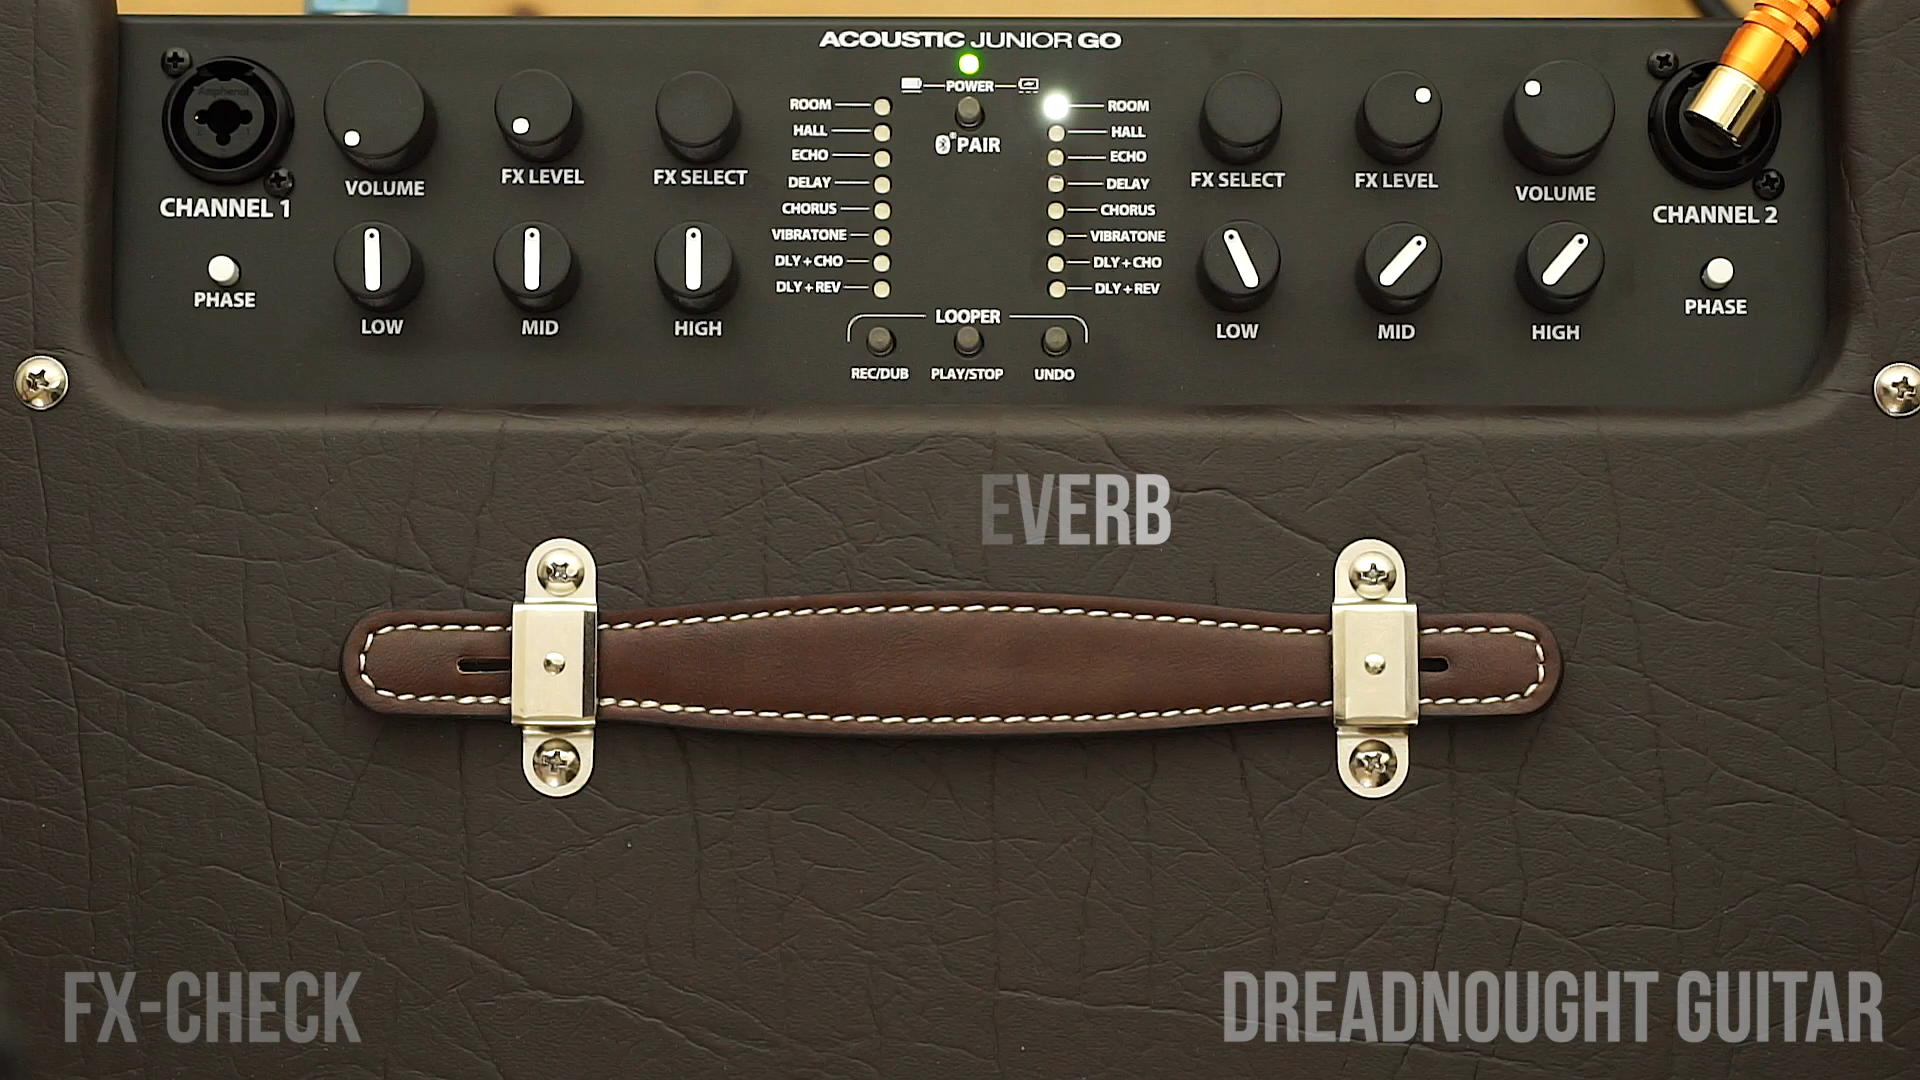 ACOUSTIC JUNIOR GO
POWER
PAIR
Amphenol
CHANNEL 1
VOLUME
FX LEVEL
FX SELECT
PHASE
LOW
MID
HIGH
ROOM
HALL
ECHO
DELAY
CHORUS
VIBRATONE
DLY + CHO
DLY + REV
ROOM
HALL
ECHO
DELAY
CHORUS
VIBRATONE
DLY + CHO
DLY + REV
LOOPER
REC/DUB
PLAY/STOP
UNDO
FX SELECT
FX LEVEL
VOLUME
CHANNEL 2
LOW
MID
HIGH
PHASE
EVERB
FX-CHECK
DREADNOUGHT GUITAR